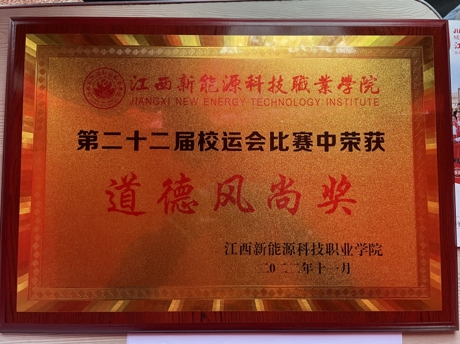 江西新能源科技職業學院
JIANGXI NEW ENERGY TECHNOLOGY INSTITUTE
第二十二届校运会比赛中荣获
道德风尚奖
江西新能源科技职业学院
二〇二二年十一月